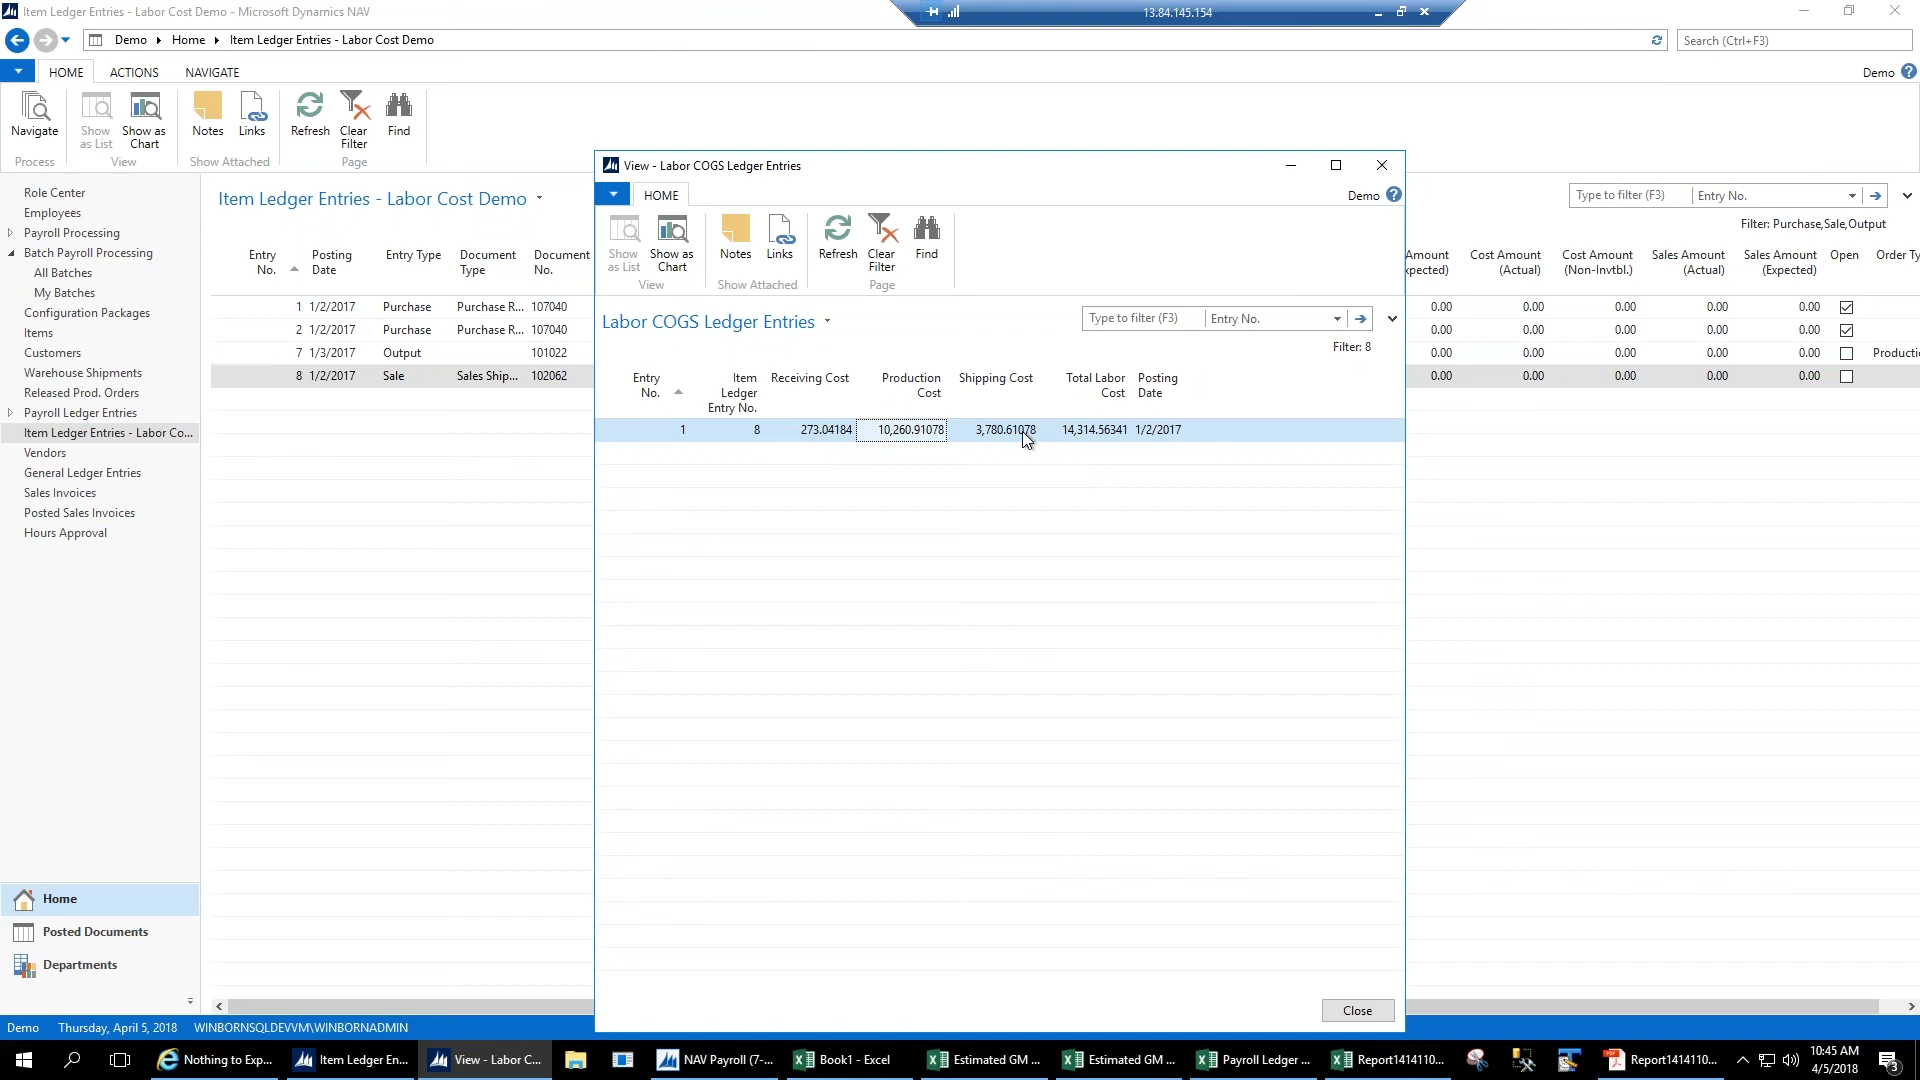 Item Ledger Entries - Labor Cost Demo - Microsoft Dynamics NAV
13.84.145.154
Demo ▸ Home ▸ Item Ledger Entries - Labor Cost Demo
Search (Ctrl+F3)
HOME ACTIONS NAVIGATE
Demo
Navigate
Show as List
Show as Chart
Notes
Links
Refresh
Clear Filter
Find
Process View Show Attached Page
Role Center
Employees
Payroll Processing
Batch Payroll Processing
All Batches
My Batches
Configuration Packages
Items
Customers
Warehouse Shipments
Released Prod. Orders
Payroll Ledger Entries
Item Ledger Entries - Labor Co...
Vendors
General Ledger Entries
Sales Invoices
Posted Sales Invoices
Hours Approval
Home
Posted Documents
Departments
Item Ledger Entries - Labor Cost Demo
Type to filter (F3) Entry No.
Filter: Purchase,Sale,Output
Entry No. Posting Date Entry Type Document Type Document No.
1 1/2/2017 Purchase Purchase R... 107040
2 1/2/2017 Purchase Purchase R... 107040
7 1/3/2017 Output 101022
8 1/2/2017 Sale Sales Ship... 102062
Cost Amount (Actual) Cost Amount (Non-Invtbl.) Sales Amount (Actual) Sales Amount (Expected) Open
0.00 0.00 0.00 0.00 0.00
0.00 0.00 0.00 0.00 0.00
0.00 0.00 0.00 0.00 0.00
0.00 0.00 0.00 0.00 0.00
View - Labor COGS Ledger Entries
HOME
Demo
Show as List
Show as Chart
Notes
Links
Refresh
Clear Filter
Find
View Show Attached Page
Labor COGS Ledger Entries
Type to filter (F3) Entry No.
Filter: 8
Entry No. Item Ledger Entry No. Receiving Cost Production Cost Shipping Cost Total Labor Cost Posting Date
1 8 273.04184 10,260.91078 3,780.61078 14,314.56341 1/2/2017
Close
Demo Thursday, April 5, 2018 WINBORNSQLDEVVM\WINBORNADMIN
Nothing to Exp...
Item Ledger En...
View - Labor C...
NAV Payroll (7-...
Book1 - Excel
Estimated GM ...
Estimated GM ...
Payroll Ledger ...
Report1414110...
Report1414110...
10:45 AM
4/5/2018
3